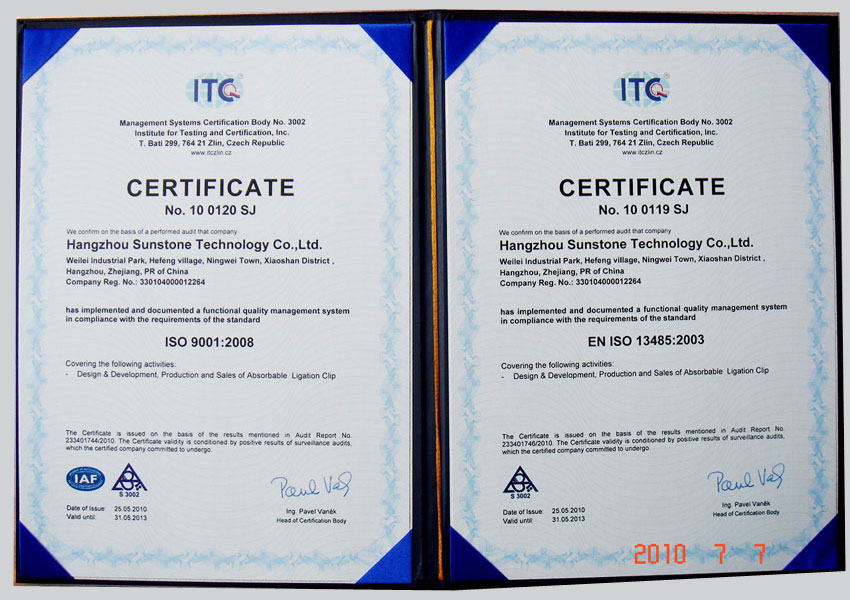 ITC
Management Systems Certification Body No. 3002
Institute for Testing and Certification, Inc.
T. Bati 299, 764 21 Zlin, Czech Republic
www.itczlin.cz
CERTIFICATE
No. 10 0120 SJ
We confirm on the basis of a performed audit that company
Hangzhou Sunstone Technology Co.,Ltd.
Weilei Industrial Park, Hefeng village, Ningwei Town, Xiaoshan District ,
Hangzhou, Zhejiang, PR of China
Company Reg. No.: 330104000012264
has implemented and documented a functional quality management system
in compliance with the requirements of the standard
ISO 9001:2008
Covering the following activities:
- Design & Development, Production and Sales of Absorbable Ligation Clip
The Certificate is issued on the basis of the results mentioned in Audit Report No.
233401744/2010. The Certificate validity is conditioned by positive results of surveillance audits,
which the certified company committed to undergo.
IAF
S 3002
Date of Issue: 25.05.2010
Valid until: 31.05.2013
Ing. Pavel Vaněk
Head of Certification Body
ITC
Management Systems Certification Body No. 3002
Institute for Testing and Certification, Inc.
T. Bati 299, 764 21 Zlin, Czech Republic
www.itczlin.cz
CERTIFICATE
No. 10 0119 SJ
We confirm on the basis of a performed audit that company
Hangzhou Sunstone Technology Co.,Ltd.
Weilei Industrial Park, Hefeng village, Ningwei Town, Xiaoshan District ,
Hangzhou, Zhejiang, PR of China
Company Reg. No.: 330104000012264
has implemented and documented a functional quality management system
in compliance with the requirements of the standard
EN ISO 13485:2003
Covering the following activities:
- Design & Development, Production and Sales of Absorbable Ligation Clip
The Certificate is issued on the basis of the results mentioned in Audit Report No.
233401746/2010. The Certificate validity is conditioned by positive results of surveillance audits,
which the certified company committed to undergo.
S 3002
Date of Issue: 25.05.2010
Valid until: 31.05.2013
Ing. Pavel Vaněk
Head of Certification Body
2010 7 7